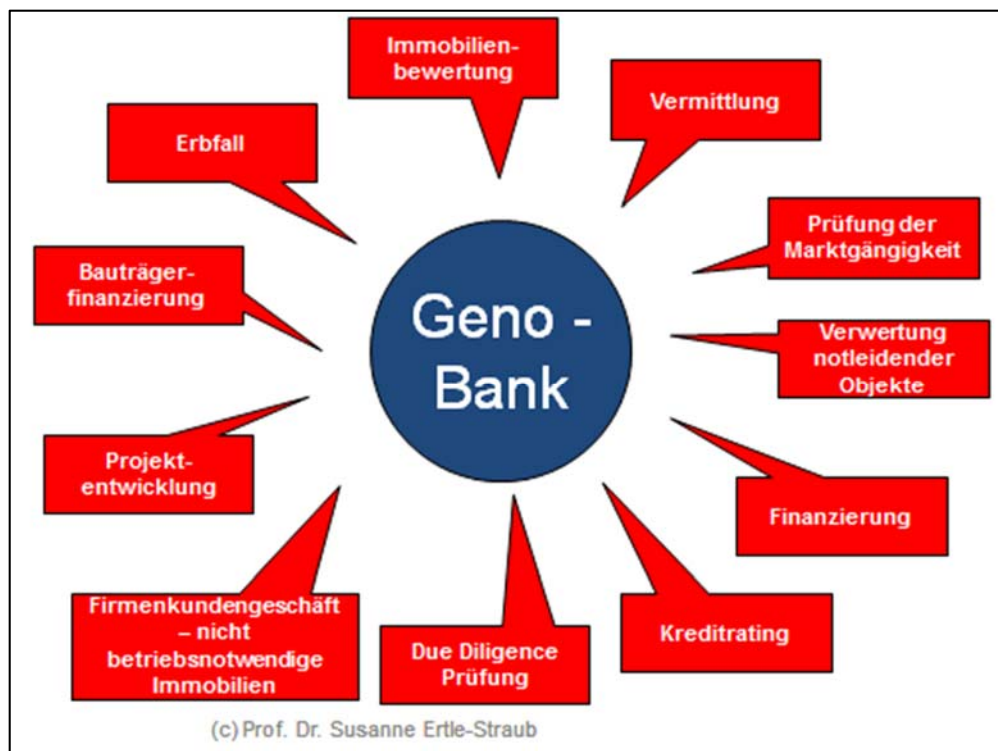 Immobilien-
bewertung
Vermittlung
Erbfall
Prüfung der
Marktgängigkeit
Bauträger-
finanzierung
Geno -
Bank
Verwertung
notleidender
Objekte
Projekt-
entwicklung
Finanzierung
Firmenkundengeschäft
– nicht
betriebsnotwendige
Immobilien
Due Diligence
Prüfung
Kreditrating
(c) Prof. Dr. Susanne Ertle-Straub